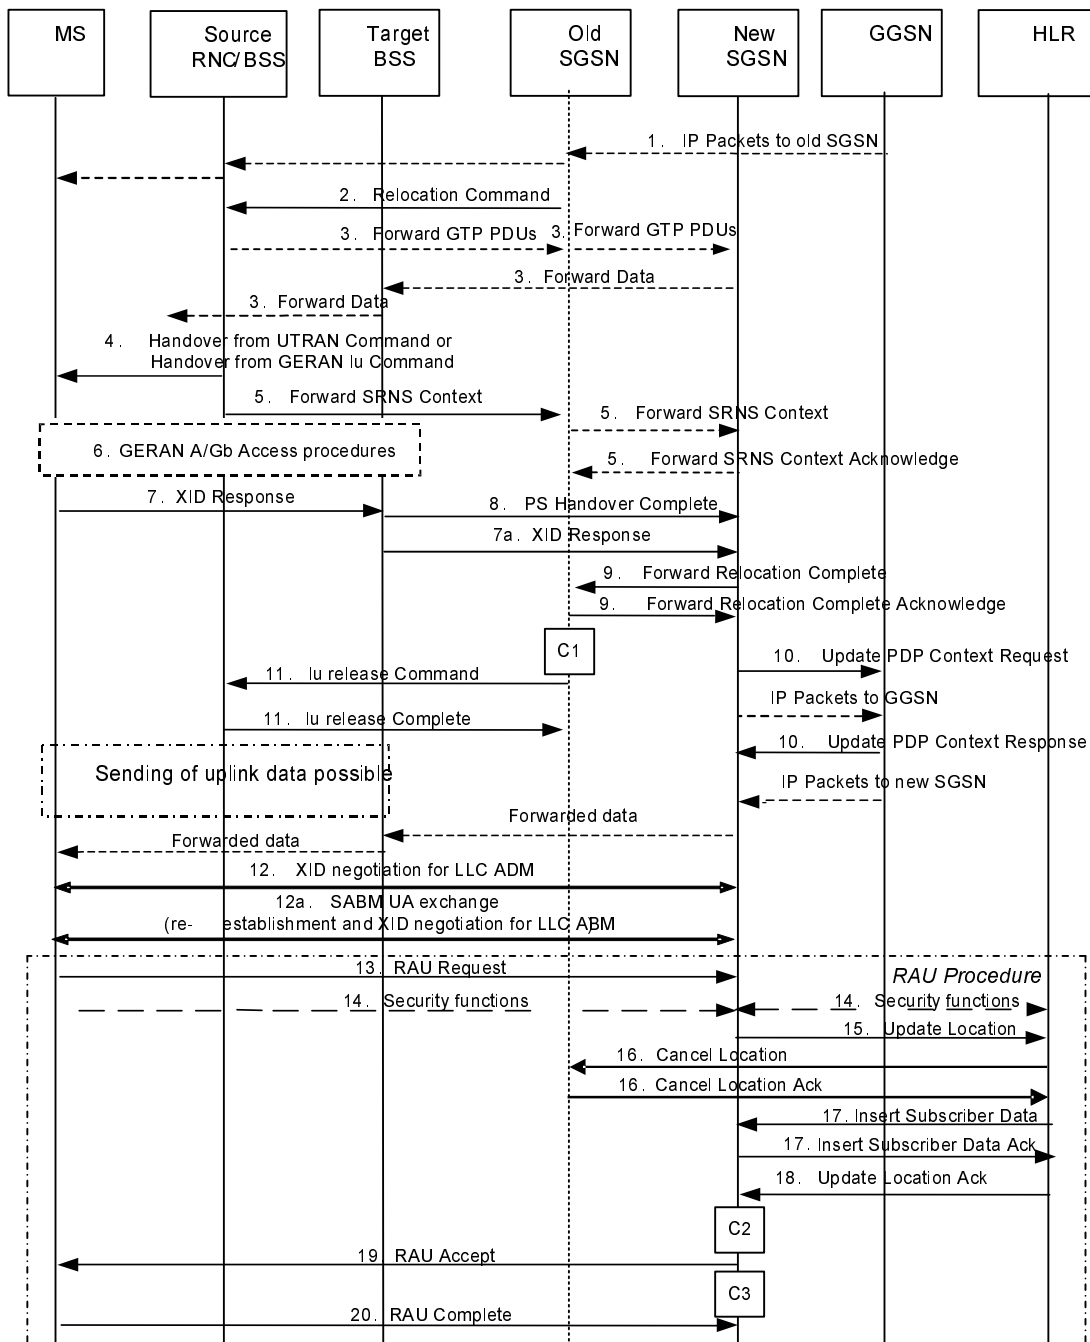 MS
Source
RNC/BSS
Target
BSS
Old
SGSN
New
SGSN
GGSN
HLR
1. IP Packets to old SGSN
2. Relocation Command
3. Forward GTP PDUs
3. Forward GTP PDUs
3. Forward Data
3. Forward Data
4. Handover from UTRAN Command or
Handover from GERAN Iu Command
5. Forward SRNS Context
5. Forward SRNS Context
6. GERAN A/Gb Access procedures
5. Forward SRNS Context Acknowledge
7. XID Response
8. PS Handover Complete
7a. XID Response
9. Forward Relocation Complete
9. Forward Relocation Complete Acknowledge
C1
10. Update PDP Context Request
11. Iu release Command
IP Packets to GGSN
11. Iu release Complete
10. Update PDP Context Response
Sending of uplink data possible
IP Packets to new SGSN
Forwarded data
Forwarded data
12. XID negotiation for LLC ADM
12a. SABM UA exchange
(re- establishment and XID negotiation for LLC ABM)
13. RAU Request
RAU Procedure
14. Security functions
14. Security functions
15. Update Location
16. Cancel Location
16. Cancel Location Ack
17. Insert Subscriber Data
17. Insert Subscriber Data Ack
18. Update Location Ack
C2
19. RAU Accept
C3
20. RAU Complete